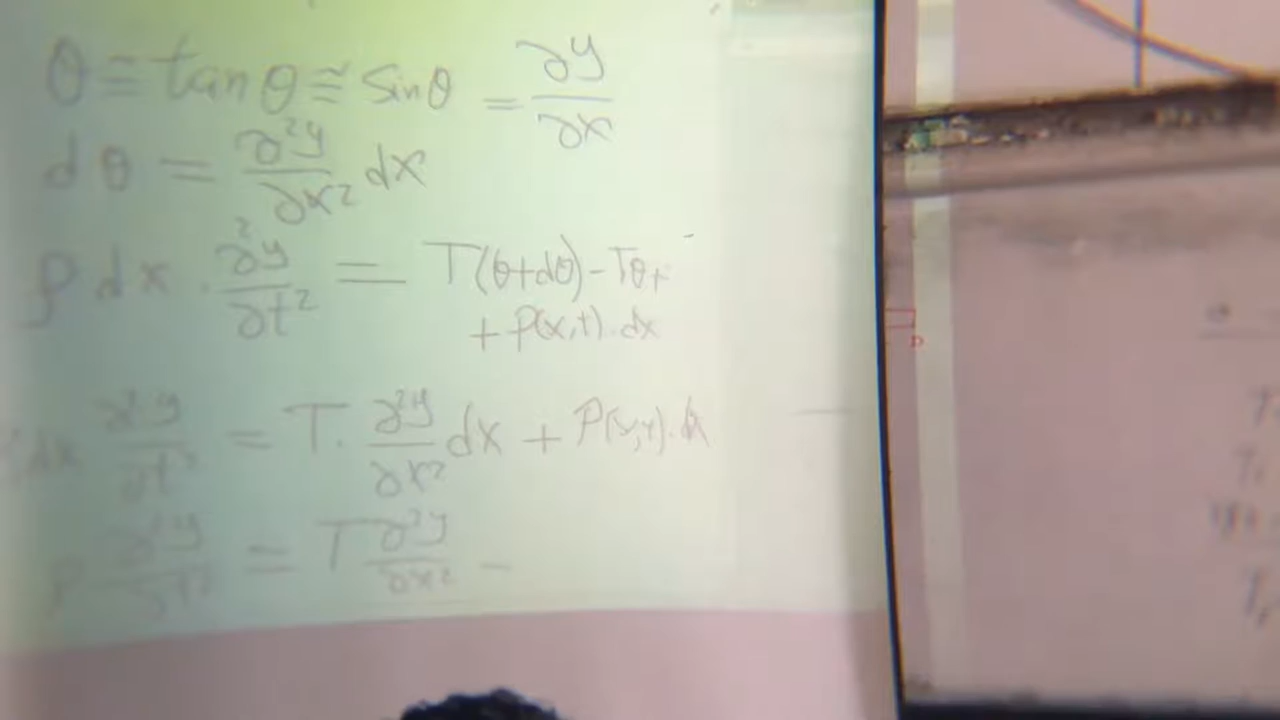 θ ≅ tan θ ≅ sin θ = ∂y/∂x
dθ = ∂²y/∂x² dx
ρ dx . ∂²y/∂t² = T(θ+dθ) - Tθ +
+ P(x,t).dx
dx ∂²y/∂t² = T. ∂²y/∂x² dx + P(x,t).dx
ρ ∂²y/∂t² = T ∂²y/∂x² -